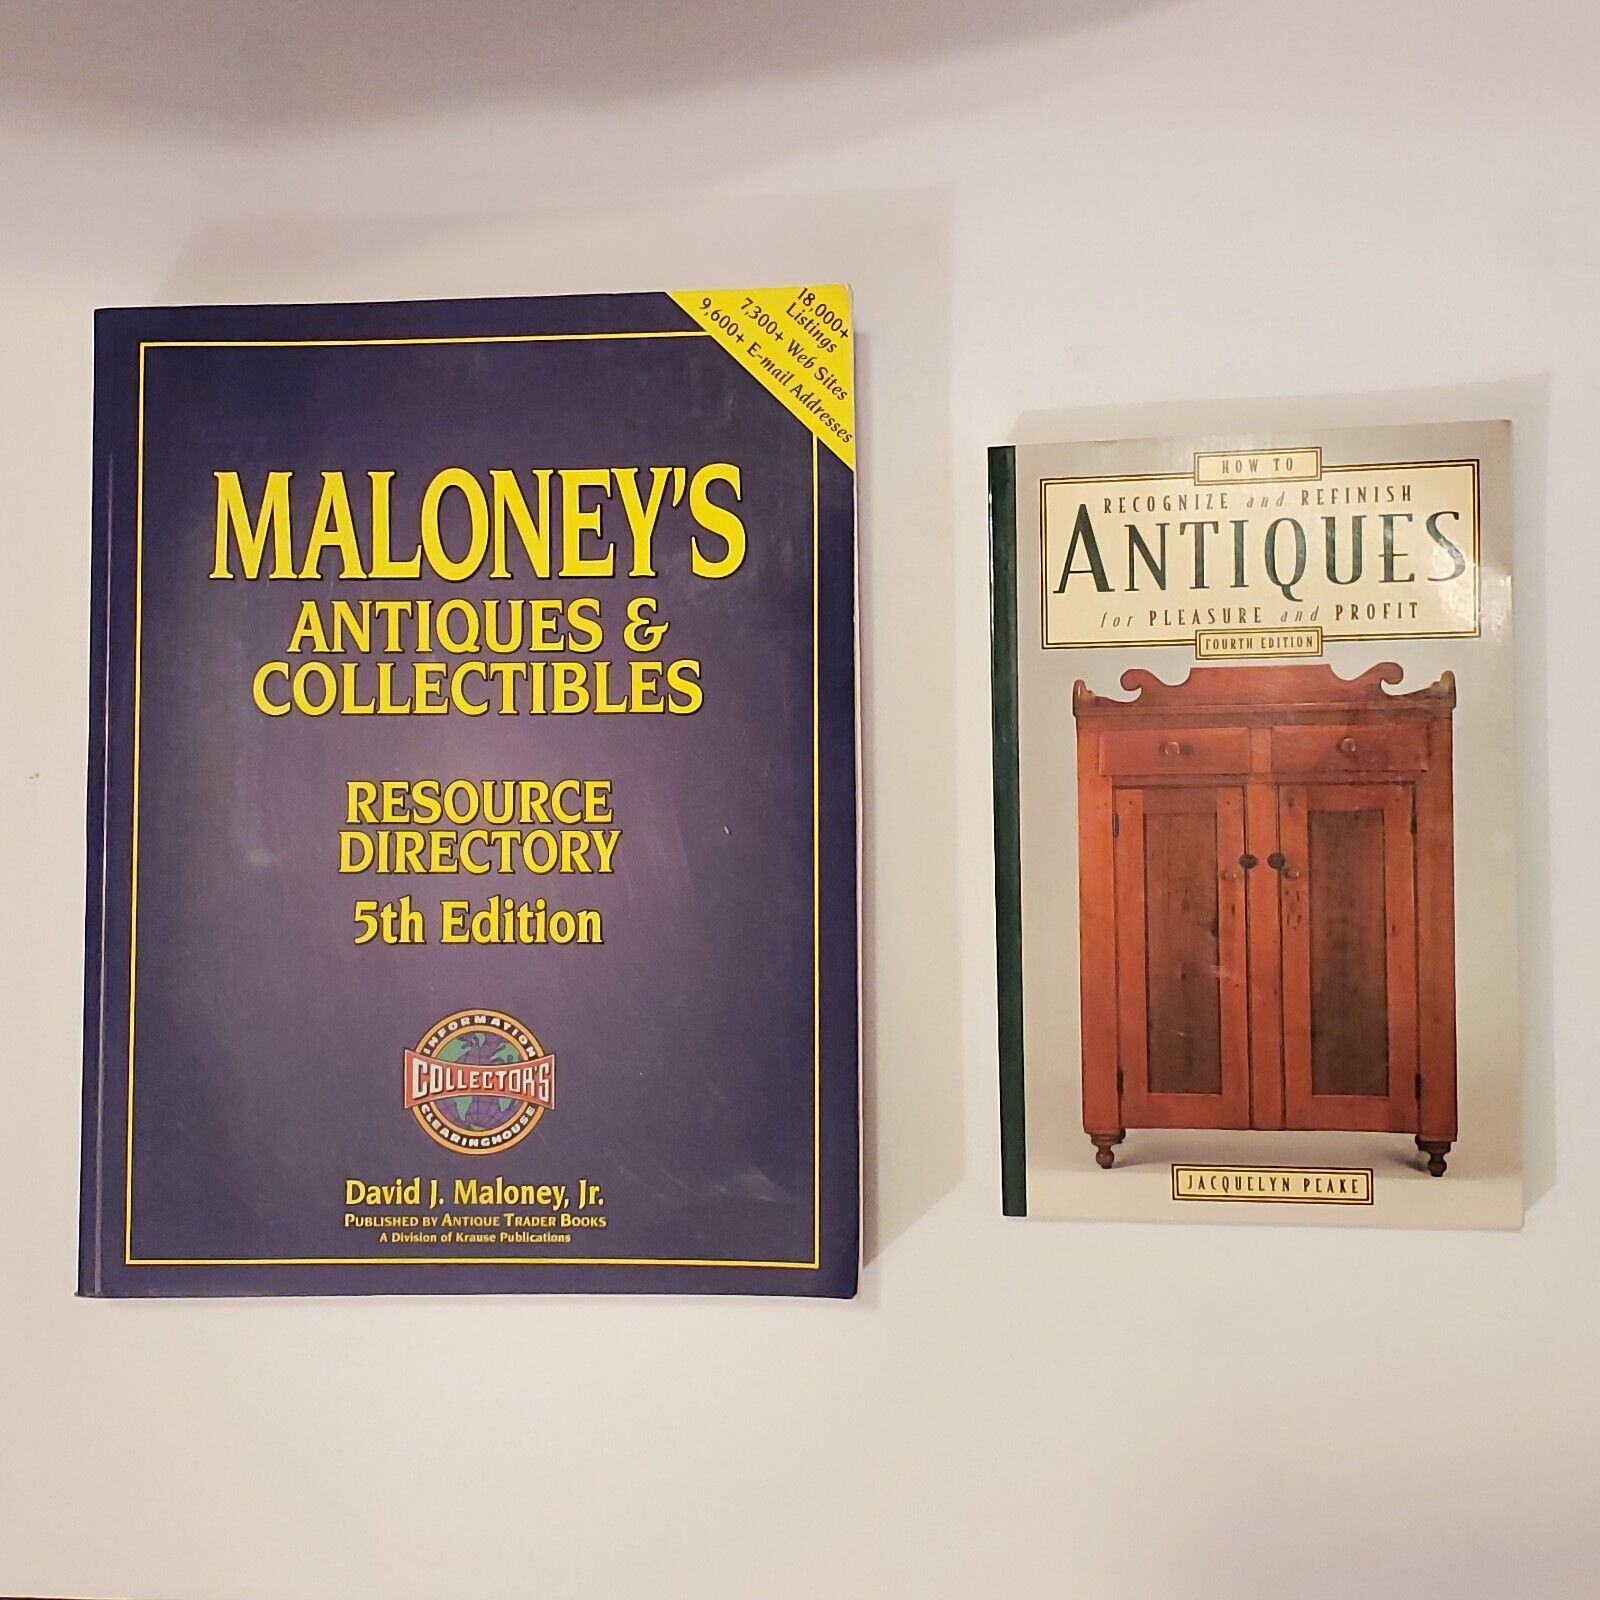 18,000+
Listings
7,300+ Web Sites
9,600+ E-mail Addresses
MALONEY'S
ANTIQUES &
COLLECTIBLES
RESOURCE
DIRECTORY
5th Edition
INFORMATION
COLLECTOR'S
CLEARINGHOUSE
David J. Maloney, Jr.
PUBLISHED BY ANTIQUE TRADER BOOKS
A Division of Krause Publications
HOW TO
RECOGNIZE and REFINISH
ANTIQUES
for PLEASURE and PROFIT
FOURTH EDITION
JACQUELYN PEAKE